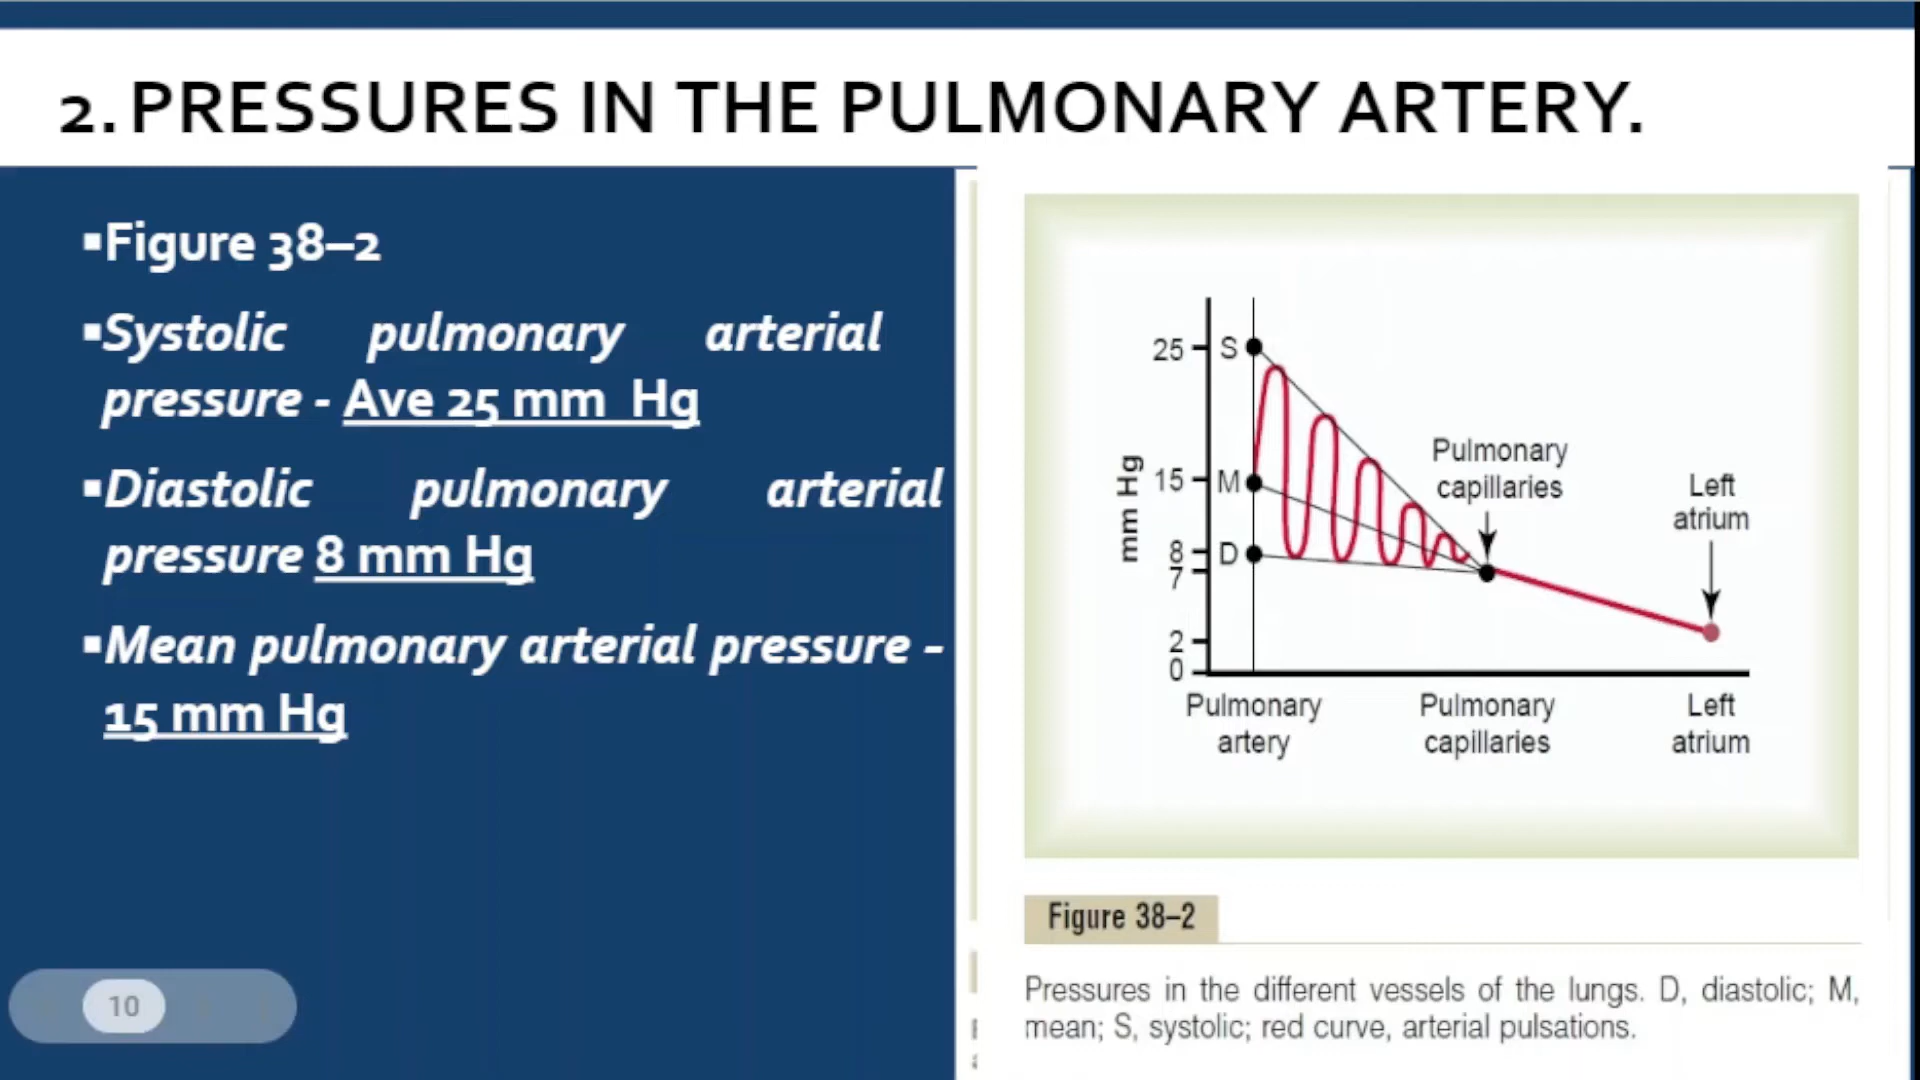 2. PRESSURES IN THE PULMONARY ARTERY.
▪Figure 38–2
▪Systolic pulmonary arterial
pressure - Ave 25 mm Hg
▪Diastolic pulmonary arterial
pressure 8 mm Hg
▪Mean pulmonary arterial pressure -
15 mm Hg
10
mm Hg
25
15
8
7
2
0
S
M
D
Pulmonary
capillaries
Left
atrium
Pulmonary
artery
Pulmonary
capillaries
Left
atrium
Figure 38–2
Pressures in the different vessels of the lungs. D, diastolic; M,
mean; S, systolic; red curve, arterial pulsations.